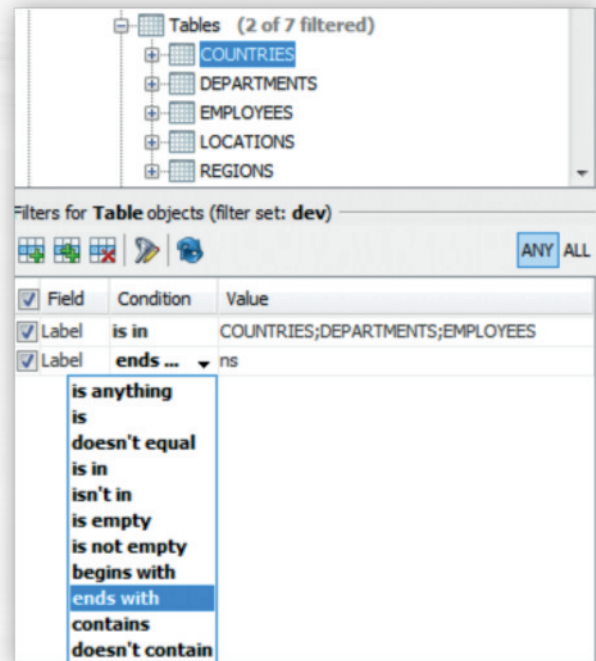 Tables (2 of 7 filtered)
COUNTRIES
DEPARTMENTS
EMPLOYEES
LOCATIONS
REGIONS
Filters for Table objects (filter set: dev)
ANY ALL
Field Condition Value
Label is in COUNTRIES;DEPARTMENTS;EMPLOYEES
Label ends ... ns
is anything
is
doesn't equal
is in
isn't in
is empty
is not empty
begins with
ends with
contains
doesn't contain